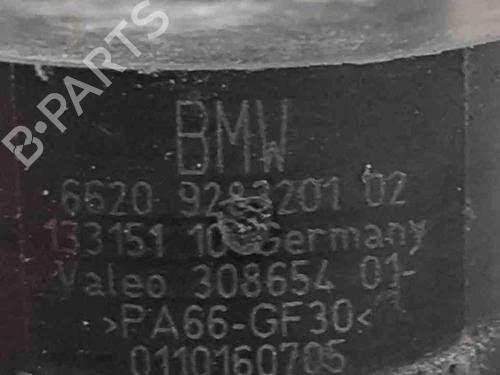 B-PARTS
BMW
6620 9283201 02
133151 10 Germany
Valeo 308654 01-
>PA66-GF30<
0110160705